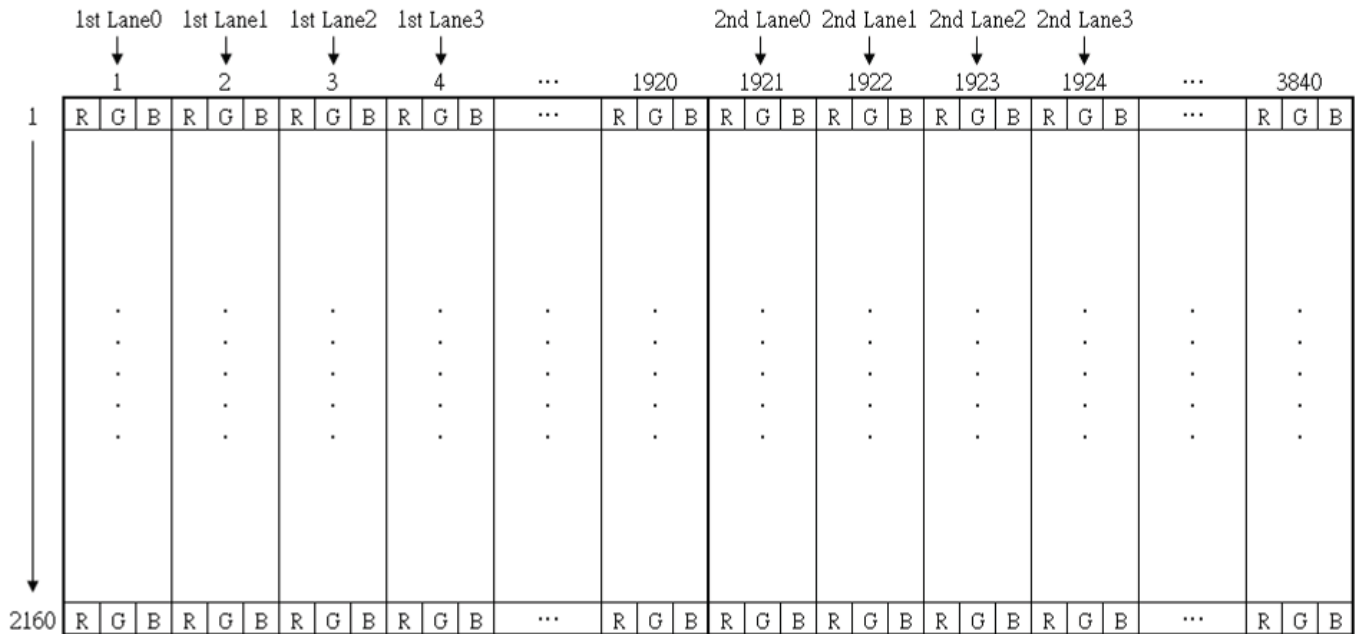 1st Lane0 1st Lane1 1st Lane2 1st Lane3 2nd Lane0 2nd Lane1 2nd Lane2 2nd Lane3
1 2 3 4 ... 1920 1921 1922 1923 1924 ... 3840
1 R G B R G B R G B R G B ... R G B R G B R G B R G B R G B ... R G B
2160 R G B R G B R G B R G B ... R G B R G B R G B R G B R G B ... R G B